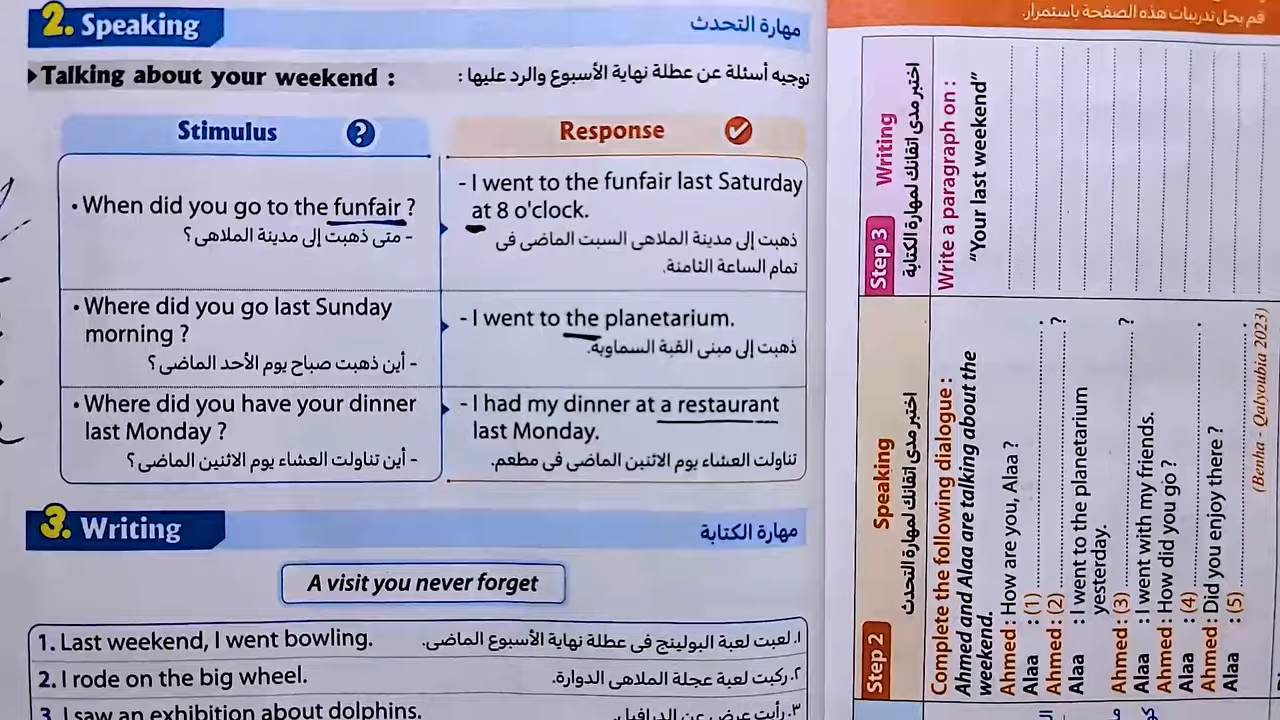 2. Speaking
مهارة التحدث
Talking about your weekend :
توجيه أسئلة عن عطلة نهاية الأسبوع والرد عليها :
Stimulus ?
Response
• When did you go to the funfair ?
- متى ذهبت إلى مدينة الملاهى ؟
- I went to the funfair last Saturday
at 8 o'clock.
ذهبت إلى مدينة الملاهى السبت الماضى فى
تمام الساعة الثامنة.
• Where did you go last Sunday
morning ?
- أين ذهبت صباح يوم الأحد الماضى ؟
- I went to the planetarium.
ذهبت إلى مبنى القبة السماوية.
• Where did you have your dinner
last Monday ?
- أين تناولت العشاء يوم الاثنين الماضى ؟
- I had my dinner at a restaurant
last Monday.
تناولت العشاء يوم الاثنين الماضى فى مطعم.
3. Writing
مهارة الكتابة
A visit you never forget
1. Last weekend, I went bowling.
١. لعبت لعبة البولينج فى عطلة نهاية الأسبوع الماضى.
2. I rode on the big wheel.
٢. ركبت لعبة عجلة الملاهى الدوارة.
3. I saw an exhibition about dolphins.
٣. رأيت عرض عن الدرافيل.
قم بحل تدريبات هذه الصفحة باستمرار.
Step 2 Speaking
اختبر مدى اتقانك لمهارة التحدث
Complete the following dialogue :
Ahmed and Alaa are talking about the
weekend.
Ahmed : How are you, Alaa ?
Alaa : (1) .
Ahmed : (2) ?
Alaa : I went to the planetarium
yesterday.
Ahmed : (3) ?
Alaa : I went with my friends.
Ahmed : How did you go ?
Alaa : (4) .
Ahmed : Did you enjoy there ?
Alaa : (5) .
(Benha - Qalyoubia 2023)
Step 3 Writing
اختبر مدى اتقانك لمهارة الكتابة
Write a paragraph on :
"Your last weekend"